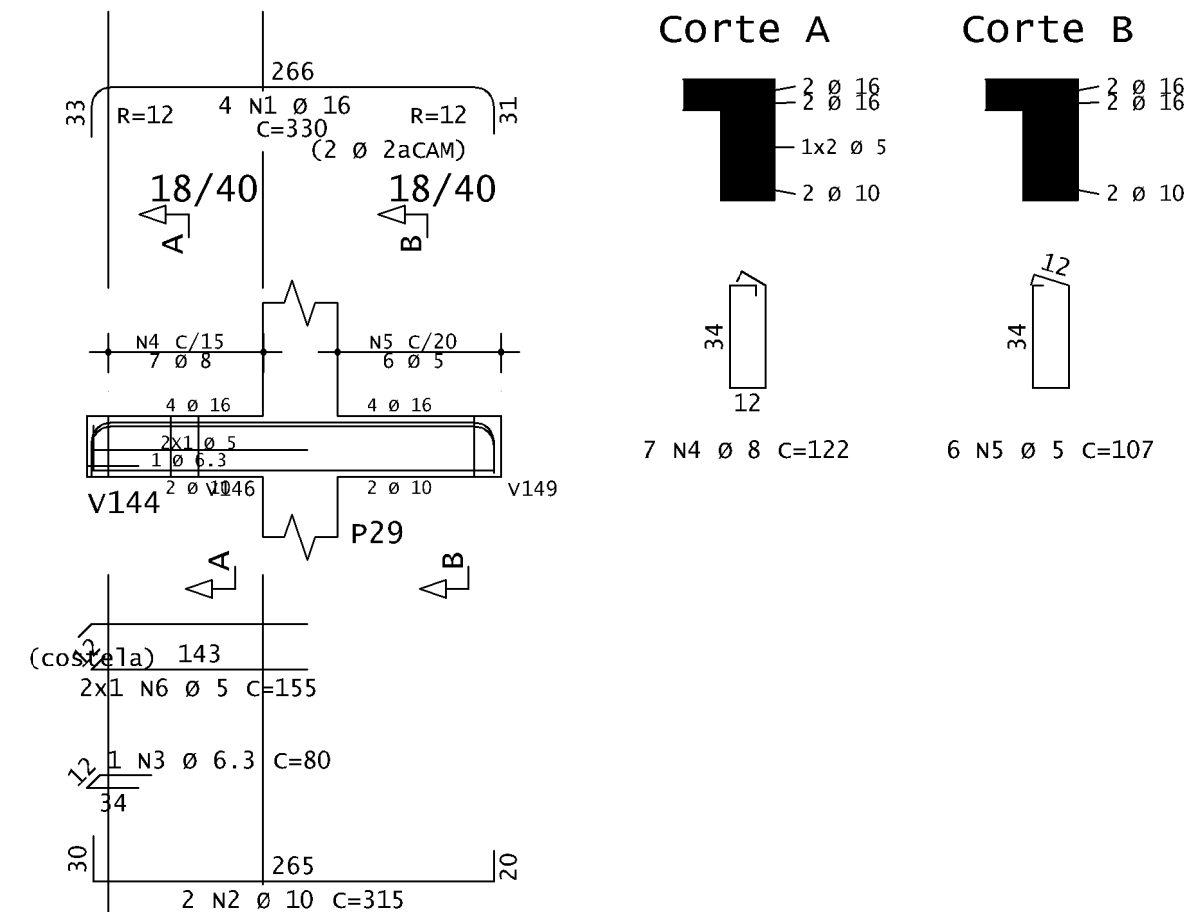 Corte A
Corte B
266
33
R=12
4 N1 Ø 16
R=12
31
C=330
(2 Ø 2aCAM)
2 Ø 16
2 Ø 16
1x2 Ø 5
2 Ø 10
2 Ø 16
2 Ø 16
2 Ø 10
18/40
18/40
A
B
12
34
34
12
7 N4 Ø 8 C=122
6 N5 Ø 5 C=107
N4 C/15
7 Ø 8
N5 C/20
6 Ø 5
4 Ø 16
4 Ø 16
2x1 Ø 5
1 Ø 6.3
2 Ø 10
V146
2 Ø 10
V149
V144
P29
A
B
12
(costela)
143
2x1 N6 Ø 5 C=155
1 N3 Ø 6.3 C=80
12
34
30
265
20
2 N2 Ø 10 C=315